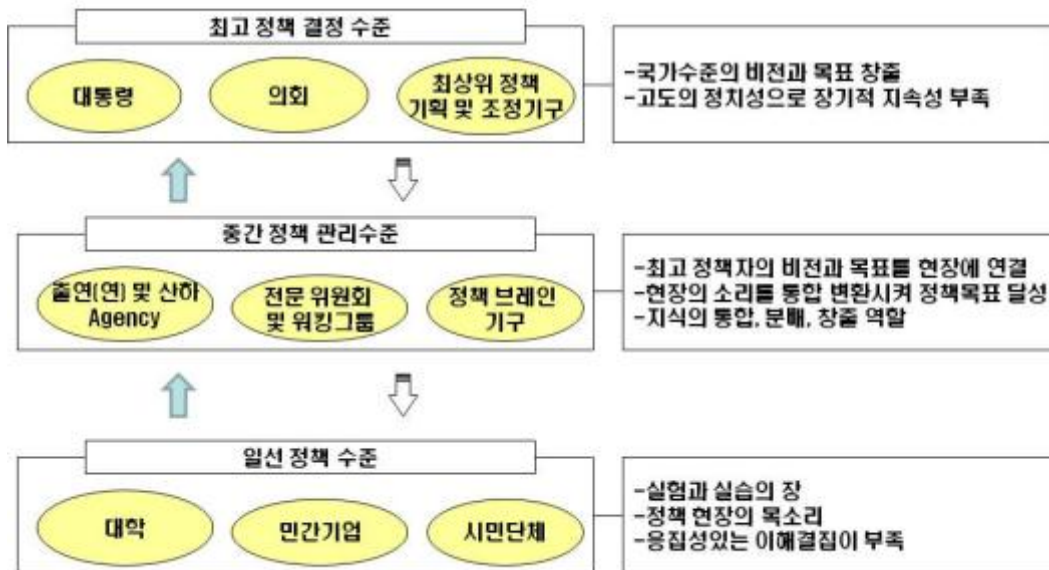 최고 정책 결정 수준
대통령
의회
최상위 정책
기획 및 조정기구
-국가수준의 비전과 목표 창출
-고도의 정치성으로 장기적 지속성 부족
중간 정책 관리수준
출연(연) 및 산하
Agency
전문 위원회
및 워킹그룹
정책 브레인
기구
-최고 정책자의 비전과 목표를 현장에 연결
-현장의 소리를 통합 변환시켜 정책목표 달성
-지식의 통합, 분배, 창출 역할
일선 정책 수준
대학
민간기업
시민단체
-실험과 실습의 장
-정책 현장의 목소리
-응집성있는 이해결집이 부족